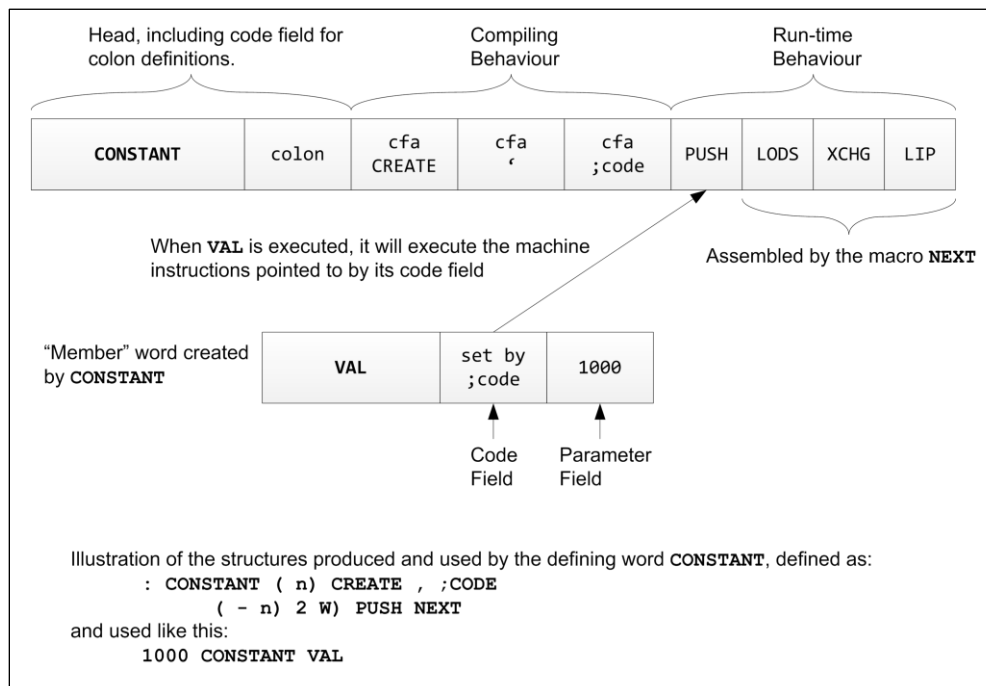 Head, including code field for
colon definitions.
Compiling
Behaviour
Run-time
Behaviour
CONSTANT
colon
cfa
CREATE
cfa
‘
cfa
;code
PUSH
LODS
XCHG
LIP
When VAL is executed, it will execute the machine
instructions pointed to by its code field
Assembled by the macro NEXT
“Member” word created
by CONSTANT
VAL
set by
;code
1000
Code
Field
Parameter
Field
Illustration of the structures produced and used by the defining word CONSTANT, defined as:
: CONSTANT ( n) CREATE , ;CODE
( - n) 2 W) PUSH NEXT
and used like this:
1000 CONSTANT VAL